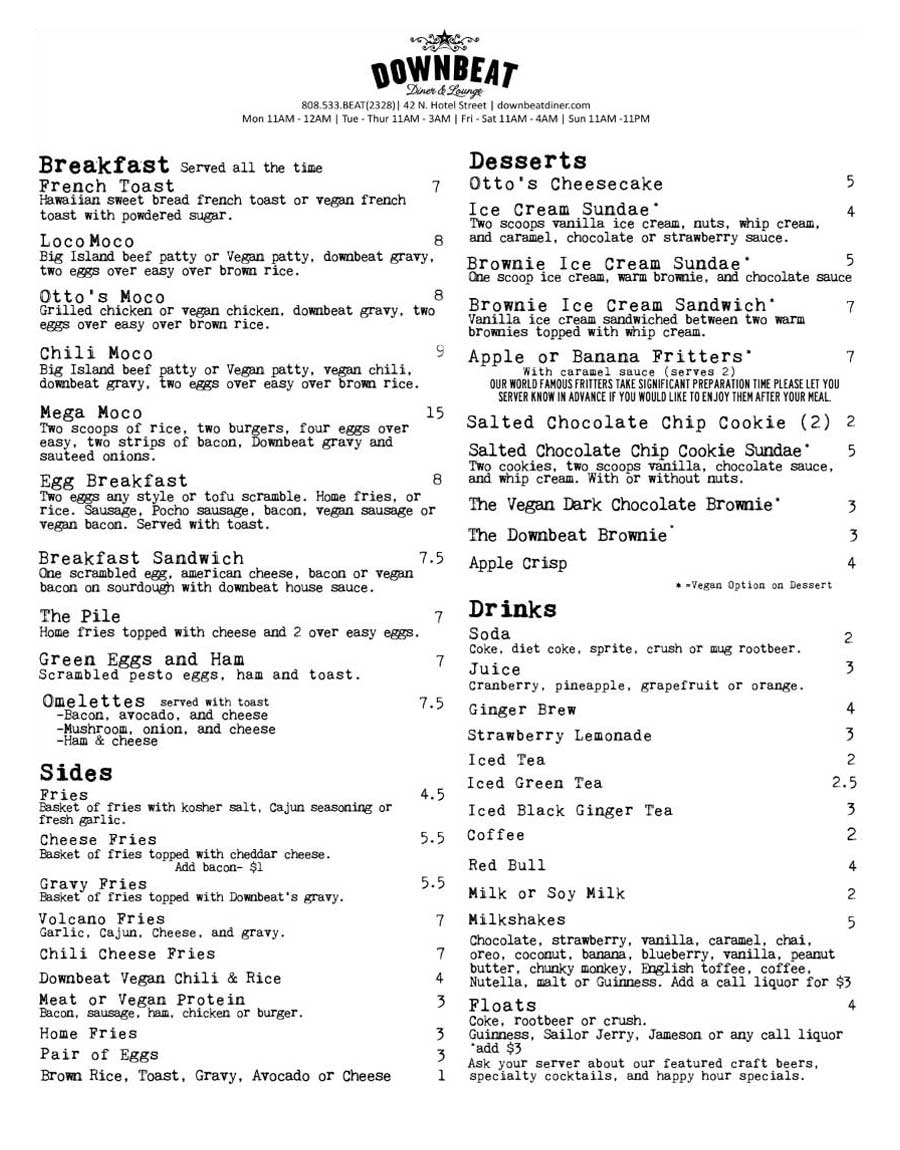 DOWNBEAT
Diner & Lounge
808.533.BEAT(2328)| 42 N. Hotel Street | downbeatdiner.com
Mon 11AM - 12AM | Tue - Thur 11AM - 3AM | Fri - Sat 11AM - 4AM | Sun 11AM -11PM
Breakfast Served all the time
French Toast 7
Hawaiian sweet bread french toast or vegan french
toast with powdered sugar.
Loco Moco 8
Big Island beef patty or Vegan patty, downbeat gravy,
two eggs over easy over brown rice.
Otto's Moco 8
Grilled chicken or vegan chicken, downbeat gravy, two
eggs over easy over brown rice.
Chili Moco 9
Big Island beef patty or Vegan patty, vegan chili,
downbeat gravy, two eggs over easy over brown rice.
Mega Moco 15
Two scoops of rice, two burgers, four eggs over
easy, two strips of bacon, Downbeat gravy and
sauteed onions.
Egg Breakfast 8
Two eggs any style or tofu scramble. Home fries, or
rice. Sausage, Pocho sausage, bacon, vegan sausage or
vegan bacon. Served with toast.
Breakfast Sandwich 7.5
One scrambled egg, american cheese, bacon or vegan
bacon on sourdough with downbeat house sauce.
The Pile 7
Home fries topped with cheese and 2 over easy eggs.
Green Eggs and Ham 7
Scrambled pesto eggs, ham and toast.
Omelettes served with toast 7.5
-Bacon, avocado, and cheese
-Mushroom, onion, and cheese
-Ham & cheese
Sides
Fries 4.5
Basket of fries with kosher salt, Cajun seasoning or
fresh garlic.
Cheese Fries 5.5
Basket of fries topped with cheddar cheese.
Add bacon- $1
Gravy Fries 5.5
Basket of fries topped with Downbeat's gravy.
Volcano Fries 7
Garlic, Cajun, Cheese, and gravy.
Chili Cheese Fries 7
Downbeat Vegan Chili & Rice 4
Meat or Vegan Protein 3
Bacon, sausage, ham, chicken or burger.
Home Fries 3
Pair of Eggs 3
Brown Rice, Toast, Gravy, Avocado or Cheese 1
Desserts
Otto's Cheesecake 5
Ice Cream Sundae* 4
Two scoops vanilla ice cream, nuts, whip cream,
and caramel, chocolate or strawberry sauce.
Brownie Ice Cream Sundae* 5
One scoop ice cream, warm brownie, and chocolate sauce
Brownie Ice Cream Sandwich* 7
Vanilla ice cream sandwiched between two warm
brownies topped with whip cream.
Apple or Banana Fritters* 7
With caramel sauce (serves 2)
OUR WORLD FAMOUS FRITTERS TAKE SIGNIFICANT PREPARATION TIME PLEASE LET YOU
SERVER KNOW IN ADVANCE IF YOU WOULD LIKE TO ENJOY THEM AFTER YOUR MEAL.
Salted Chocolate Chip Cookie (2) 2
Salted Chocolate Chip Cookie Sundae* 5
Two cookies, two scoops vanilla, chocolate sauce,
and whip cream. With or without nuts.
The Vegan Dark Chocolate Brownie* 3
The Downbeat Brownie* 3
Apple Crisp 4
* =Vegan Option on Dessert
Drinks
Soda 2
Coke, diet coke, sprite, crush or mug rootbeer.
Juice 3
Cranberry, pineapple, grapefruit or orange.
Ginger Brew 4
Strawberry Lemonade 3
Iced Tea 2
Iced Green Tea 2.5
Iced Black Ginger Tea 3
Coffee 2
Red Bull 4
Milk or Soy Milk 2
Milkshakes 5
Chocolate, strawberry, vanilla, caramel, chai,
oreo, coconut, banana, blueberry, vanilla, peanut
butter, chunky monkey, English toffee, coffee,
Nutella, malt or Guinness. Add a call liquor for $3
Floats 4
Coke, rootbeer or crush.
Guinness, Sailor Jerry, Jameson or any call liquor
*add $3
Ask your server about our featured craft beers,
specialty cocktails, and happy hour specials.